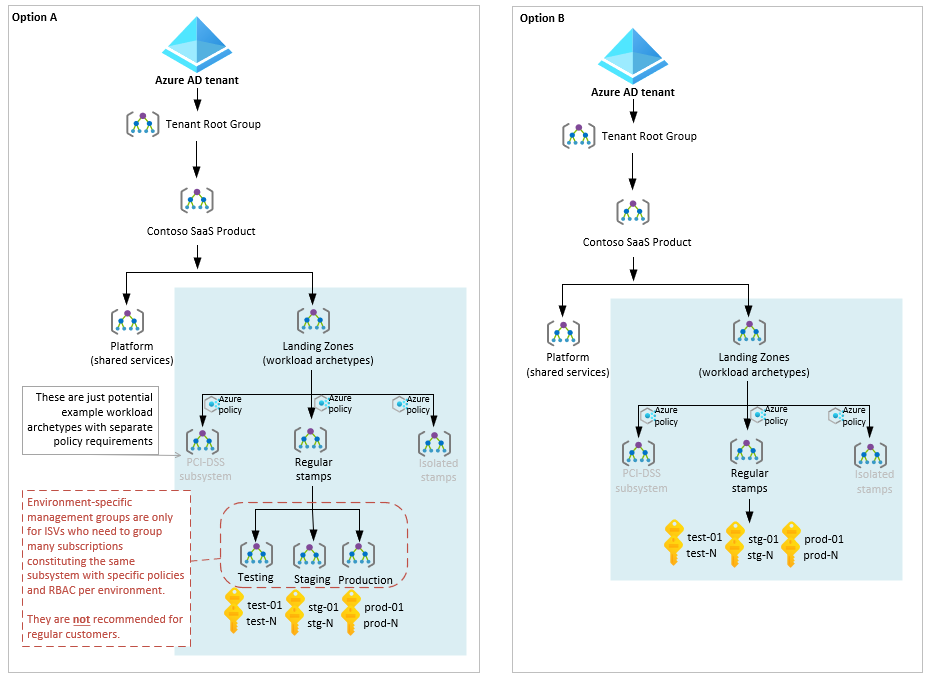 Option A
Azure AD tenant
Tenant Root Group
Contoso SaaS Product
Platform
(shared services)
Landing Zones
(workload archetypes)
These are just potential
example workload
archetypes with separate
policy requirements
Azure
policy
Azure
policy
Azure
policy
PCI-DSS
subsystem
Regular
stamps
Isolated
stamps
Environment-specific
management groups are only
for ISVs who need to group
many subscriptions
constituting the same
subsystem with specific policies
and RBAC per environment.
They are not recommended for
regular customers.
Testing
Staging
Production
test-01
test-N
stg-01
stg-N
prod-01
prod-N
Option B
Azure AD tenant
Tenant Root Group
Contoso SaaS Product
Platform
(shared services)
Landing Zones
(workload archetypes)
Azure
policy
Azure
policy
Azure
policy
PCI-DSS
subsystem
Regular
stamps
Isolated
stamps
test-01
test-N
stg-01
stg-N
prod-01
prod-N